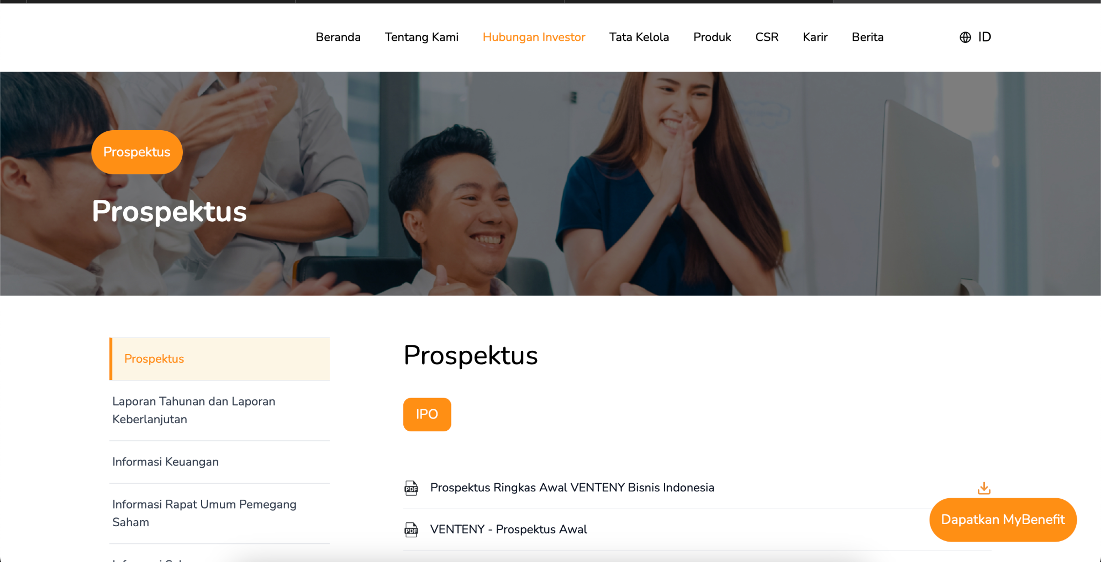 Beranda
Tentang Kami
Hubungan Investor
Tata Kelola
Produk
CSR
Karir
Berita
ID
Prospektus
Prospektus
Prospektus
Laporan Tahunan dan Laporan
Keberlanjutan
Informasi Keuangan
Informasi Rapat Umum Pemegang
Saham
Prospektus
IPO
Prospektus Ringkas Awal VENTENY Bisnis Indonesia
VENTENY - Prospektus Awal
Dapatkan MyBenefit